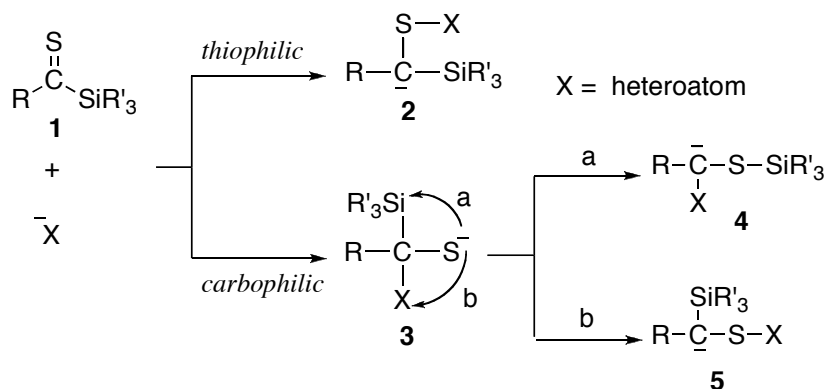 S
R C SiR'3
1
+
–X
thiophilic
S–X
R–C–SiR'3
–
2
X = heteroatom
carbophilic
R'3Si
a
R–C–S–
X
b
3
a
–
R–C–S–SiR'3
X
4
b
SiR'3
R–C–S–X
–
5